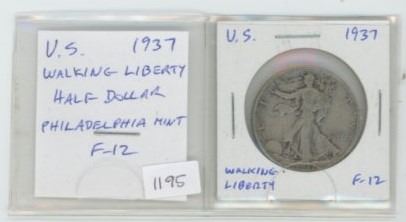 U.S. 1937
WALKING LIBERTY
HALF DOLLAR
PHILADELPHIA MINT
F-12
1195
U.S. 1937
WALKING
LIBERTY F-12